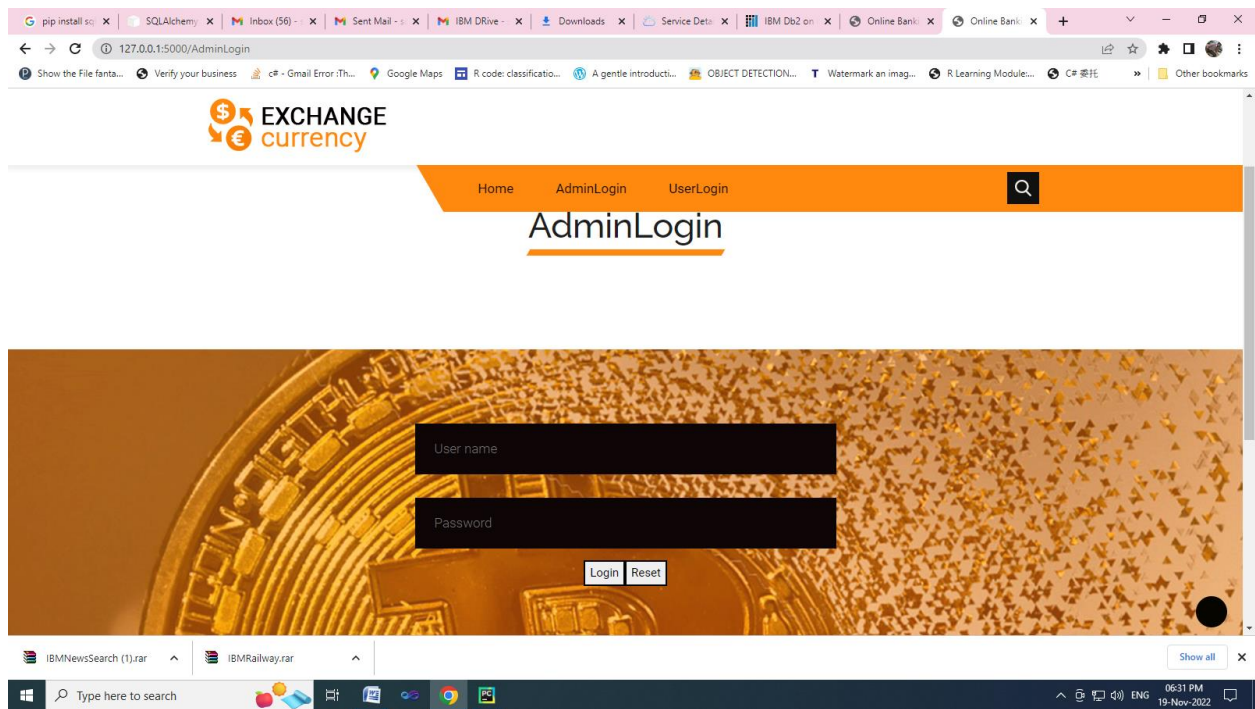 pip install sq
SQLAlchemy
Inbox (56) -
Sent Mail - s
IBM DRive -
Downloads
Service Deta
IBM Db2 on
Online Bank
Online Bank
127.0.0.1:5000/AdminLogin
Show the File fanta...
Verify your business
c# - Gmail Error :Th...
Google Maps
R code: classificatio...
A gentle introducti...
OBJECT DETECTION...
Watermark an imag...
R Learning Module:...
C# 委托
»
Other bookmarks
EXCHANGE
currency
Home AdminLogin UserLogin
AdminLogin
User name
Password
Login Reset
IBMNewsSearch (1).rar
IBMRailway.rar
Show all
Type here to search
ENG
06:31 PM
19-Nov-2022